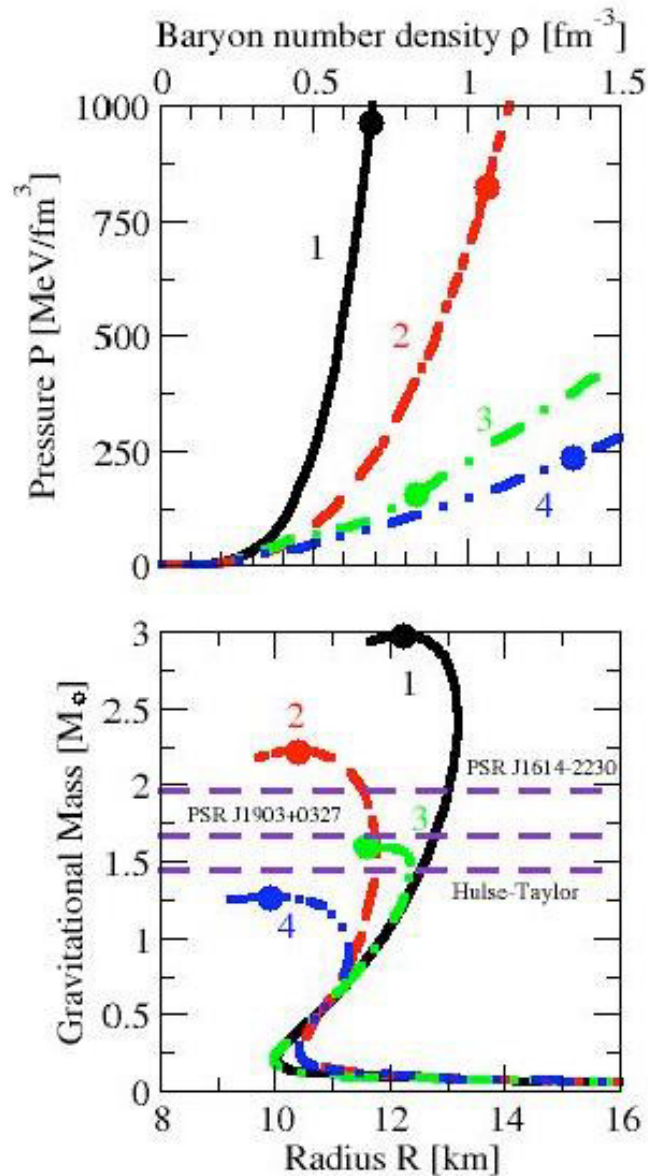 Baryon number density ρ [fm⁻³]
0 0.5 1 1.5
1000
750
500
250
0
Pressure P [MeV/fm³]
1
2
3
4
3
2.5
2
1.5
1
0.5
0
Gravitational Mass [M✪]
1
2
PSR J1614-2230
PSR J1903+0327
3
Hulse-Taylor
4
8 10 12 14 16
Radius R [km]